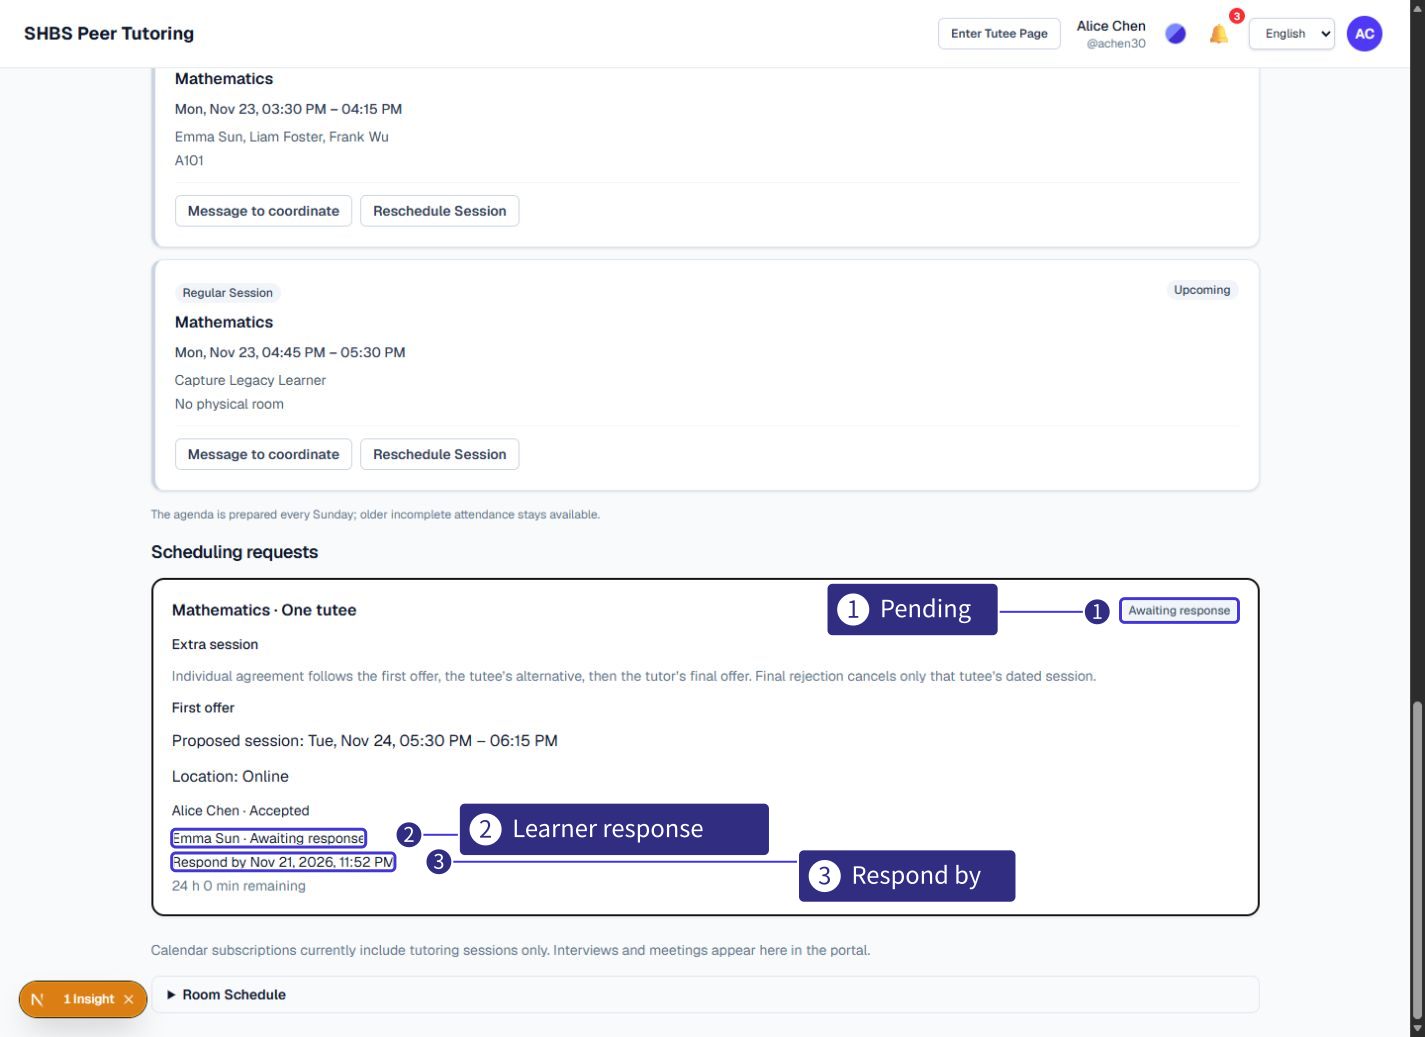 SHBS Peer Tutoring
Enter Tutee Page
Alice Chen
@achen30
3
English
AC
Mathematics
Mon, Nov 23, 03:30 PM – 04:15 PM
Emma Sun, Liam Foster, Frank Wu
A101
Message to coordinate
Reschedule Session
Regular Session
Upcoming
Mathematics
Mon, Nov 23, 04:45 PM – 05:30 PM
Capture Legacy Learner
No physical room
Message to coordinate
Reschedule Session
The agenda is prepared every Sunday; older incomplete attendance stays available.
Scheduling requests
Mathematics · One tutee
1 Pending
1
Awaiting response
Extra session
Individual agreement follows the first offer, the tutee's alternative, then the tutor's final offer. Final rejection cancels only that tutee's dated session.
First offer
Proposed session: Tue, Nov 24, 05:30 PM – 06:15 PM
Location: Online
Alice Chen · Accepted
Emma Sun · Awaiting response
2
2 Learner response
Respond by Nov 21, 2026, 11:52 PM
3
3 Respond by
24 h 0 min remaining
Calendar subscriptions currently include tutoring sessions only. Interviews and meetings appear here in the portal.
N 1 Insight ×
Room Schedule